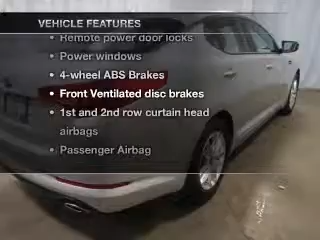 VEHICLE FEATURES
• Remote power door locks
• Power windows
• 4-wheel ABS Brakes
• Front Ventilated disc brakes
• 1st and 2nd row curtain head
airbags
• Passenger Airbag